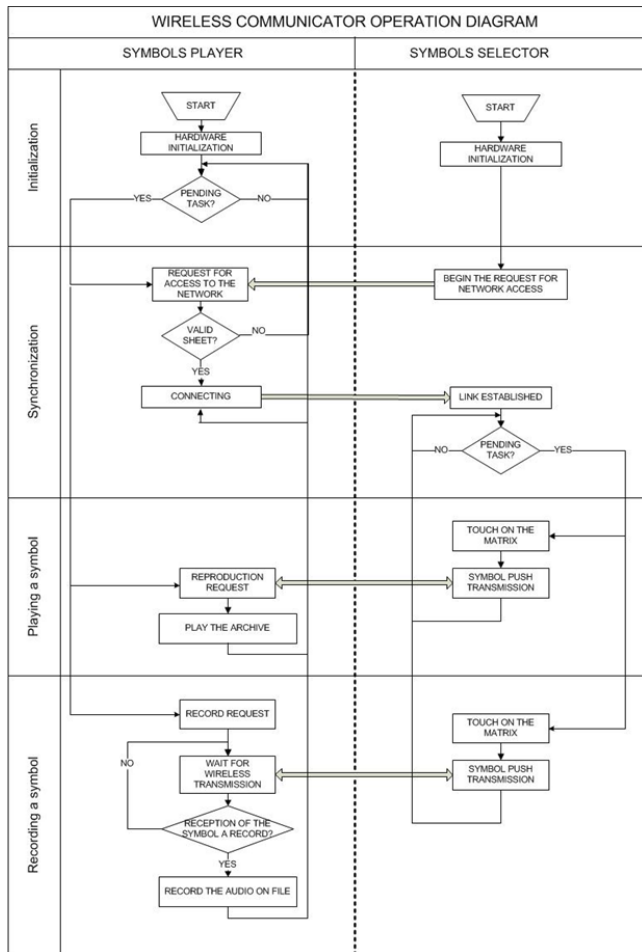 WIRELESS COMMUNICATOR OPERATION DIAGRAM
SYMBOLS PLAYER
SYMBOLS SELECTOR
Initialization
START
HARDWARE
INITIALIZATION
PENDING
TASK?
YES
NO
START
HARDWARE
INITIALIZATION
Synchronization
REQUEST FOR
ACCESS TO THE
NETWORK
BEGIN THE REQUEST FOR
NETWORK ACCESS
VALID
SHEET?
NO
YES
CONNECTING
LINK ESTABLISHED
PENDING
TASK?
NO
YES
Playing a symbol
TOUCH ON THE
MATRIX
REPRODUCTION
REQUEST
SYMBOL PUSH
TRANSMISSION
PLAY THE ARCHIVE
Recording a symbol
RECORD REQUEST
TOUCH ON THE
MATRIX
NO
WAIT FOR
WIRELESS
TRANSMISSION
SYMBOL PUSH
TRANSMISSION
RECEPTION OF THE
SYMBOL A RECORD?
YES
RECORD THE AUDIO ON FILE